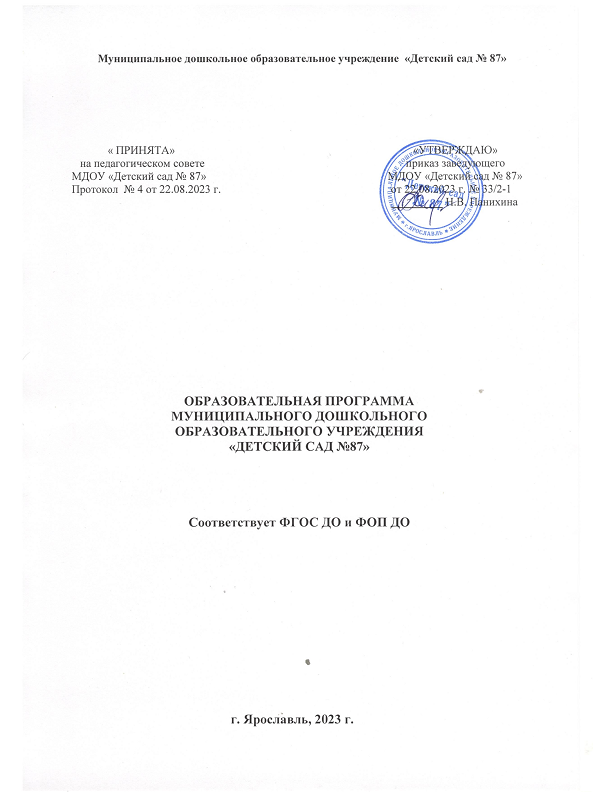 Муниципальное дошкольное образовательное учреждение «Детский сад № 87»
« ПРИНЯТА»
на педагогическом совете
МДОУ «Детский сад № 87»
Протокол № 4 от 22.08.2023 г.
«УТВЕРЖДАЮ»
приказ заведующего
МДОУ «Детский сад № 87»
от 22.08.2023 г. № 33/2-1
Н.В. Панихина
г. ЯРОСЛАВЛЬ
ОБРАЗОВАТЕЛЬНАЯ ПРОГРАММА
МУНИЦИПАЛЬНОГО ДОШКОЛЬНОГО
ОБРАЗОВАТЕЛЬНОГО УЧРЕЖДЕНИЯ
«ДЕТСКИЙ САД №87»
Соответствует ФГОС ДО и ФОП ДО
г. Ярославль, 2023 г.